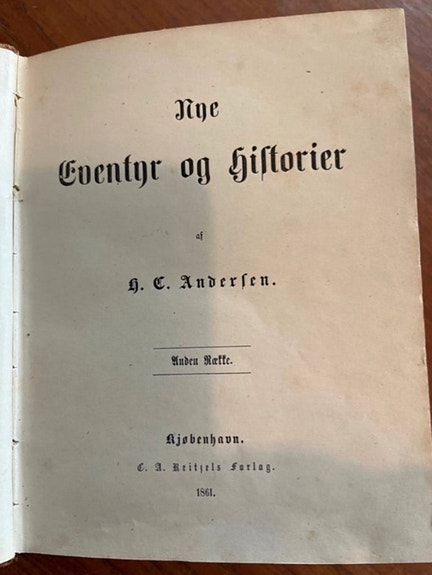 Nye
Eventyr og Historier
af
H. C. Andersen.
Anden Række.
Kjøbenhavn.
C. A. Reitzels Forlag.
1861.